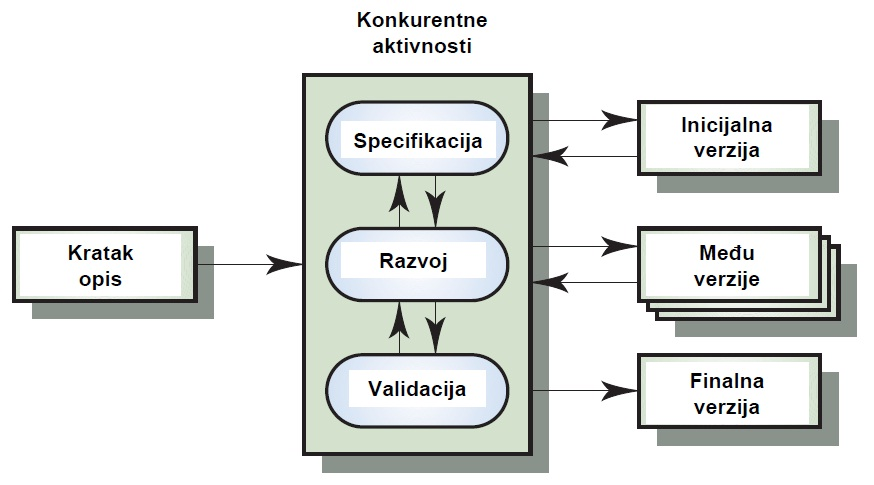 Konkurentne
aktivnosti
Specifikacija
Inicijalna
verzija
Kratak
opis
Razvoj
Među
verzije
Validacija
Finalna
verzija